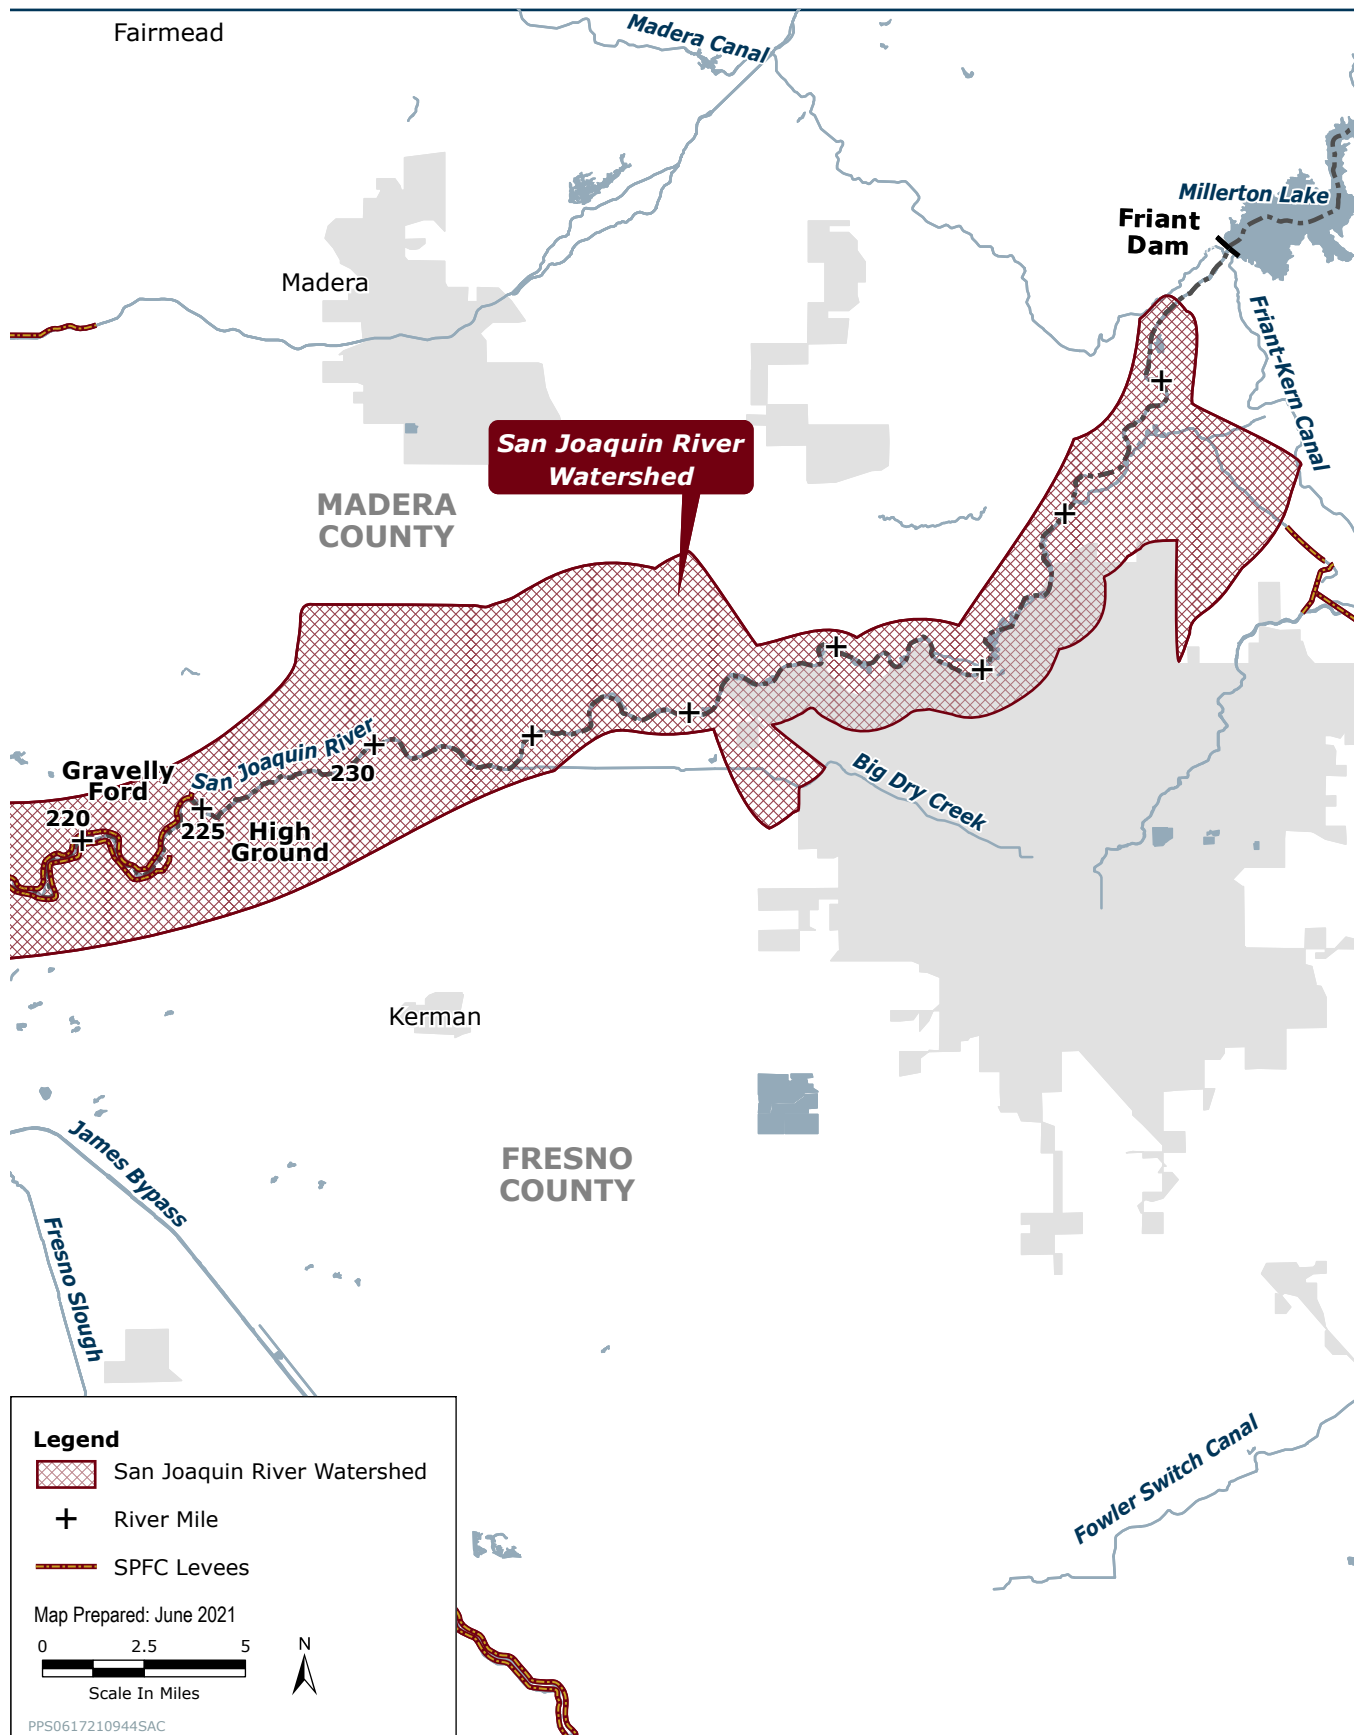 Fairmead
Madera Canal
Millerton Lake
Friant
Dam
Madera
Friant-Kern Canal
San Joaquin River
Watershed
MADERA
COUNTY
San Joaquin River
Gravelly
Ford
230
220
225
High
Ground
Big Dry Creek
Kerman
James Bypass
FRESNO
COUNTY
Fresno Slough
Fowler Switch Canal
Legend
San Joaquin River Watershed
River Mile
SPFC Levees
Map Prepared: June 2021
0 2.5 5
N
Scale In Miles
PPS0617210944SAC